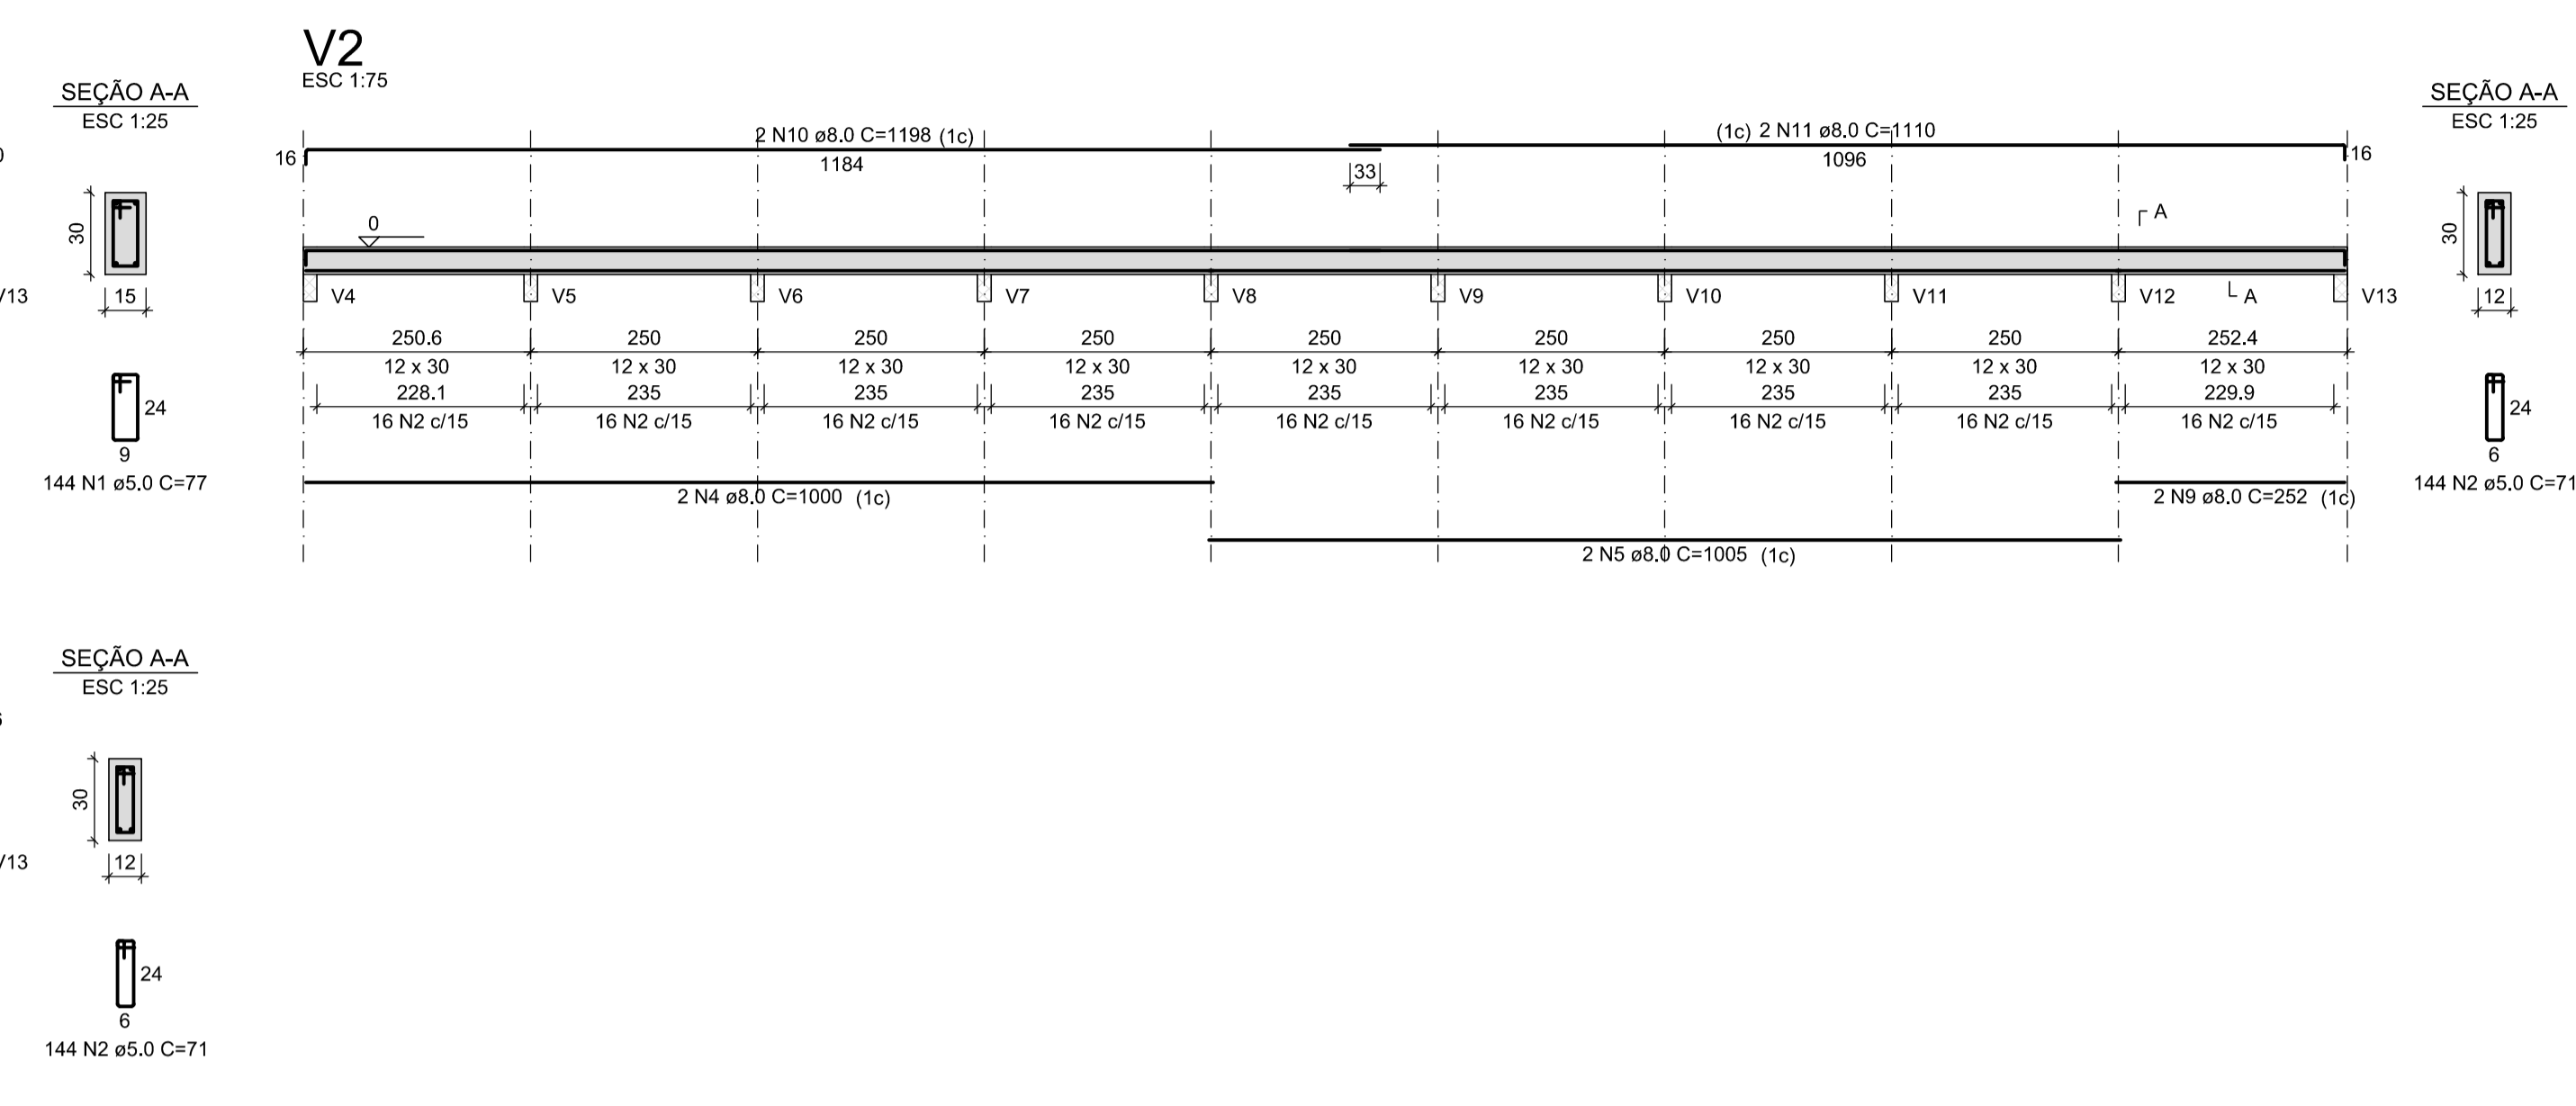 V2
ESC 1:75
SEÇÃO A-A
ESC 1:25
30
15
V13
24
9
144 N1 ø5.0 C=77
2 N10 ø8.0 C=1198 (1c)
(1c) 2 N11 ø8.0 C=1110
16
1184
33
1096
16
0
A
V4 V5 V6 V7 V8 V9 V10 V11 V12 A V13
250.6 250 250 250 250 250 250 250 252.4
12 x 30 12 x 30 12 x 30 12 x 30 12 x 30 12 x 30 12 x 30 12 x 30 12 x 30
228.1 235 235 235 235 235 235 235 229.9
16 N2 c/15 16 N2 c/15 16 N2 c/15 16 N2 c/15 16 N2 c/15 16 N2 c/15 16 N2 c/15 16 N2 c/15 16 N2 c/15
2 N4 ø8.0 C=1000 (1c)
2 N9 ø8.0 C=252 (1c)
2 N5 ø8.0 C=1005 (1c)
SEÇÃO A-A
ESC 1:25
30
12
24
6
144 N2 ø5.0 C=71
SEÇÃO A-A
ESC 1:25
30
V13
12
24
6
144 N2 ø5.0 C=71